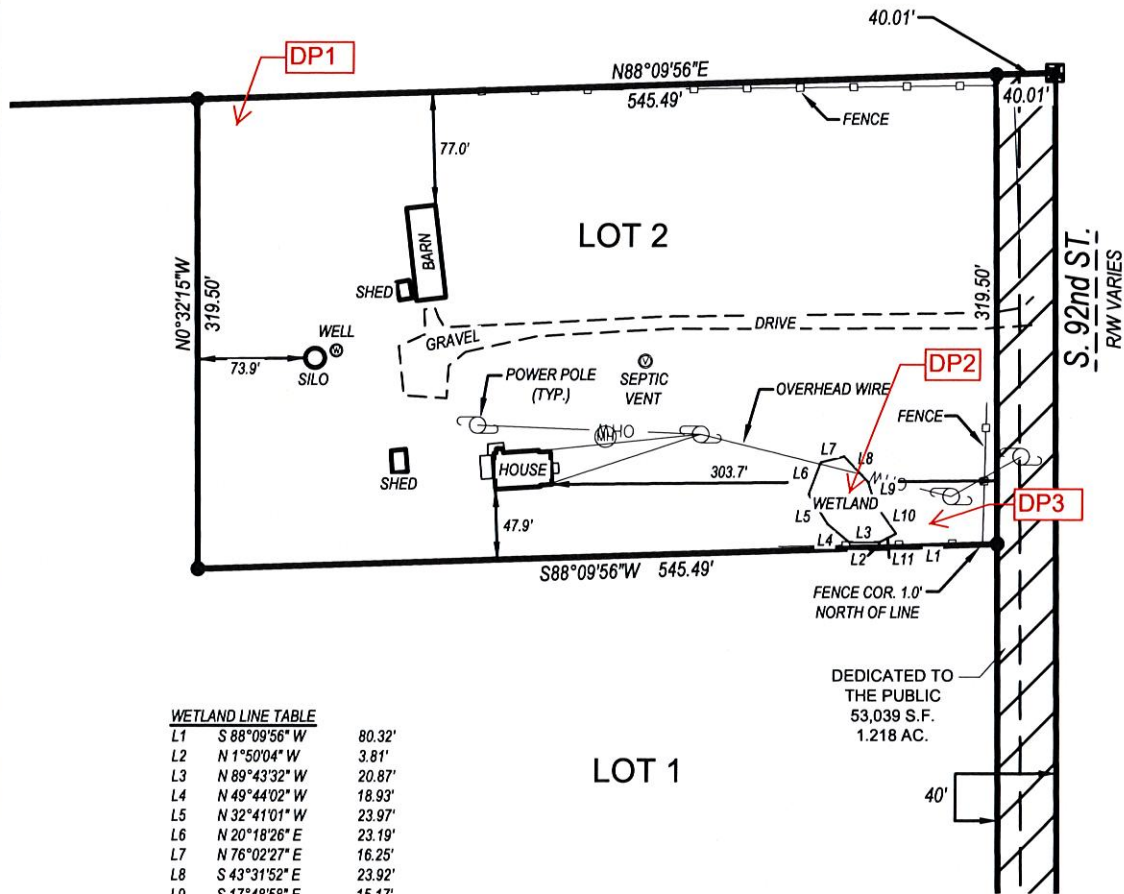 40.01'
DP1
N88°09'56"E
545.49'
40.01'
FENCE
77.0'
LOT 2
BARN
SHED
N0°32'15"W
319.50'
319.50'
S. 92nd ST.
R/W VARIES
WELL
W
GRAVEL
DRIVE
73.9'
SILO
V
SEPTIC
VENT
POWER POLE
(TYP.)
DP2
OVERHEAD WIRE
FENCE
MH
HOUSE
SHED
303.7'
L7
L8
L6
L9
WETLAND
DP3
L5
L10
47.9'
L4
L3
L2
L11
L1
S88°09'56"W 545.49'
FENCE COR. 1.0'
NORTH OF LINE
DEDICATED TO
THE PUBLIC
53,039 S.F.
1.218 AC.
LOT 1
40'
WETLAND LINE TABLE
L1 S 88°09'56" W 80.32'
L2 N 1°50'04" W 3.81'
L3 N 89°43'32" W 20.87'
L4 N 49°44'02" W 18.93'
L5 N 32°41'01" W 23.97'
L6 N 20°18'26" E 23.19'
L7 N 76°02'27" E 16.25'
L8 S 43°31'52" E 23.92'
L9 S 17°48'58" E 15.17'